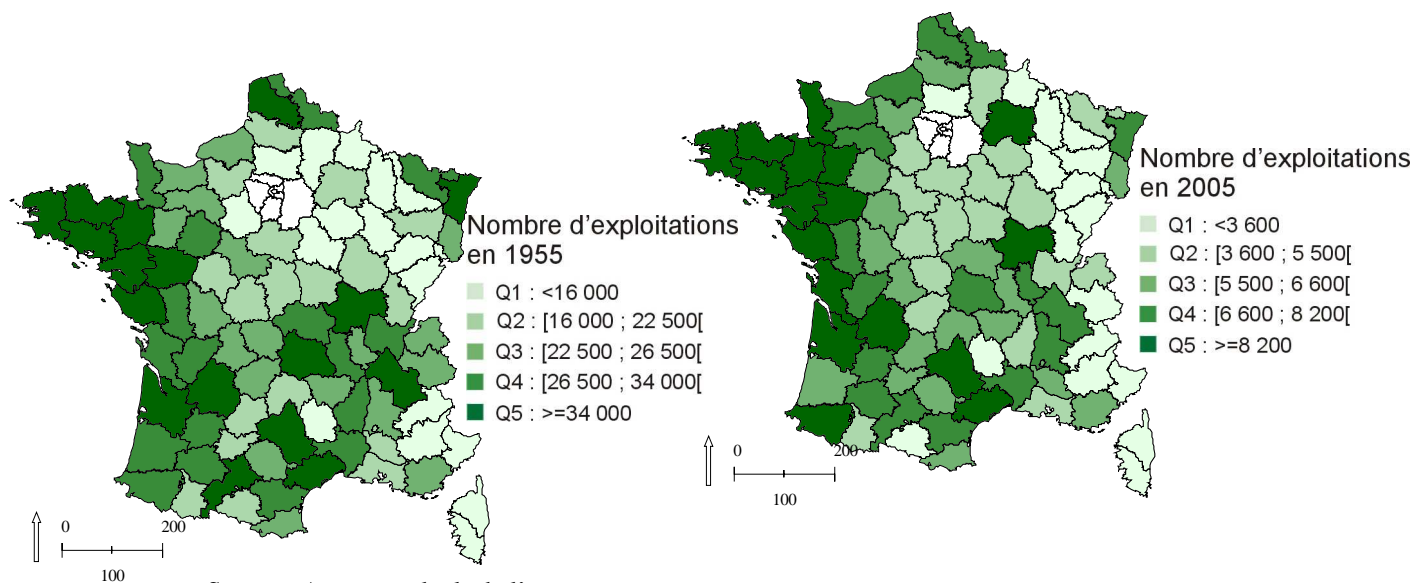 Nombre d’exploitations
en 1955
Q1 : <16 000
Q2 : [16 000 ; 22 500[
Q3 : [22 500 ; 26 500[
Q4 : [26 500 ; 34 000[
Q5 : >=34 000
0
200
100
Nombre d’exploitations
en 2005
Q1 : <3 600
Q2 : [3 600 ; 5 500[
Q3 : [5 500 ; 6 600[
Q4 : [6 600 ; 8 200[
Q5 : >=8 200
0
200
100